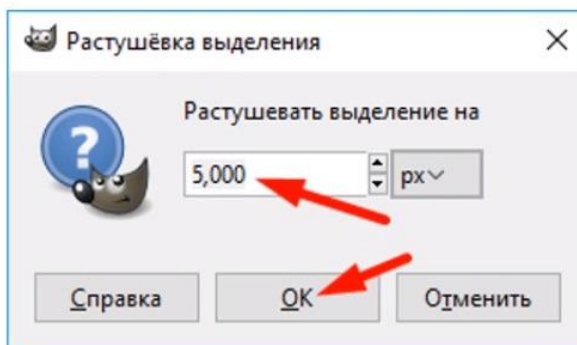 Растушёвка выделения
Растушевать выделение на
5,000 px
Справка OK Отменить